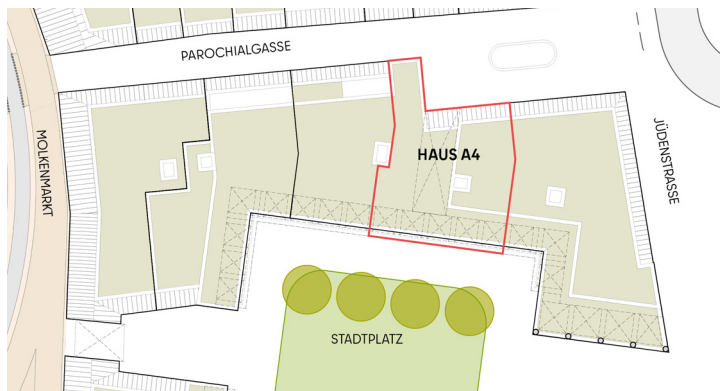 PAROCHIALGASSE
MOLKENMARKT
HAUS A4
JÜDENSTRASSE
STADTPLATZ